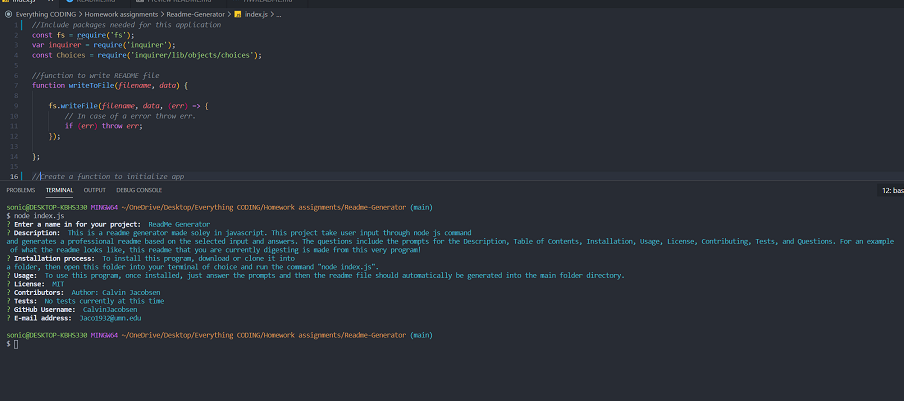 Everything CODING > Homework assignments > Readme-Generator > index.js > ...
1 //Include packages needed for this application
2 const fs = require('fs');
3 var inquirer = require('inquirer');
4 const Choices = require('inquirer/lib/objects/choices');
5
6 //function to write README file
7 function writeToFile(filename, data) {
8
9 fs.writeFile(filename, data, (err) => {
10 // In case of a error throw err.
11 if (err) throw err;
12 });
13
14 };
15
16 //Create a function to initialize app
PROBLEMS TERMINAL OUTPUT DEBUG CONSOLE 12: bas
sonic@DESKTOP-KBHS330 MINGW64 ~/OneDrive/Desktop/Everything CODING/Homework assignments/Readme-Generator (main)
$ node index.js
? Enter a name in for your project: ReadMe Generator
? Description: This is a readme generator made soley in javascript. This project take user input through node js command
and generates a professional readme based on the selected input and answers. The questions include the prompts for the Description, Table of Contents, Installation, Usage, License, Contributing, Tests, and Questions. For an example
of what the readme looks like, this readme that you are currently digesting is made from this very program!
? Installation process: To install this program, download or clone it into
a folder, then open this folder into your terminal of choice and run the command "node index.js".
? Usage: To use this program, once installed, just answer the prompts and then the readme file should automatically be generated into the main folder directory.
? License: MIT
? Contributors: Author: Calvin Jacobsen
? Tests: No tests currently at this time
? GitHub Username: CalvinJacobsen
? E-mail address: Jaco1932@umn.edu
sonic@DESKTOP-KBHS330 MINGW64 ~/OneDrive/Desktop/Everything CODING/Homework assignments/Readme-Generator (main)
$